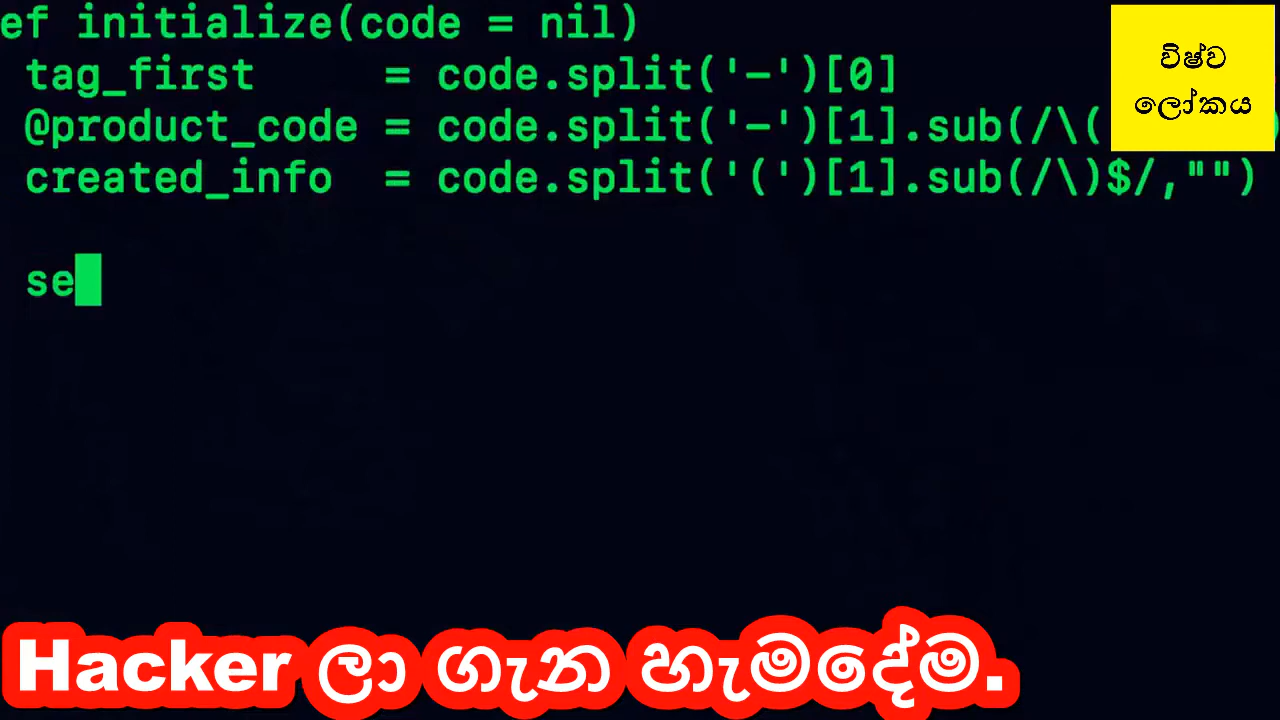 ef initialize(code = nil)
tag_first = code.split('-')[0]
@product_code = code.split('-')[1].sub(/\(
created_info = code.split('(')[1].sub(/\)$/,"")
se
විෂ්ව
ලෝකය
Hacker ලා ගැන හැමදේම.